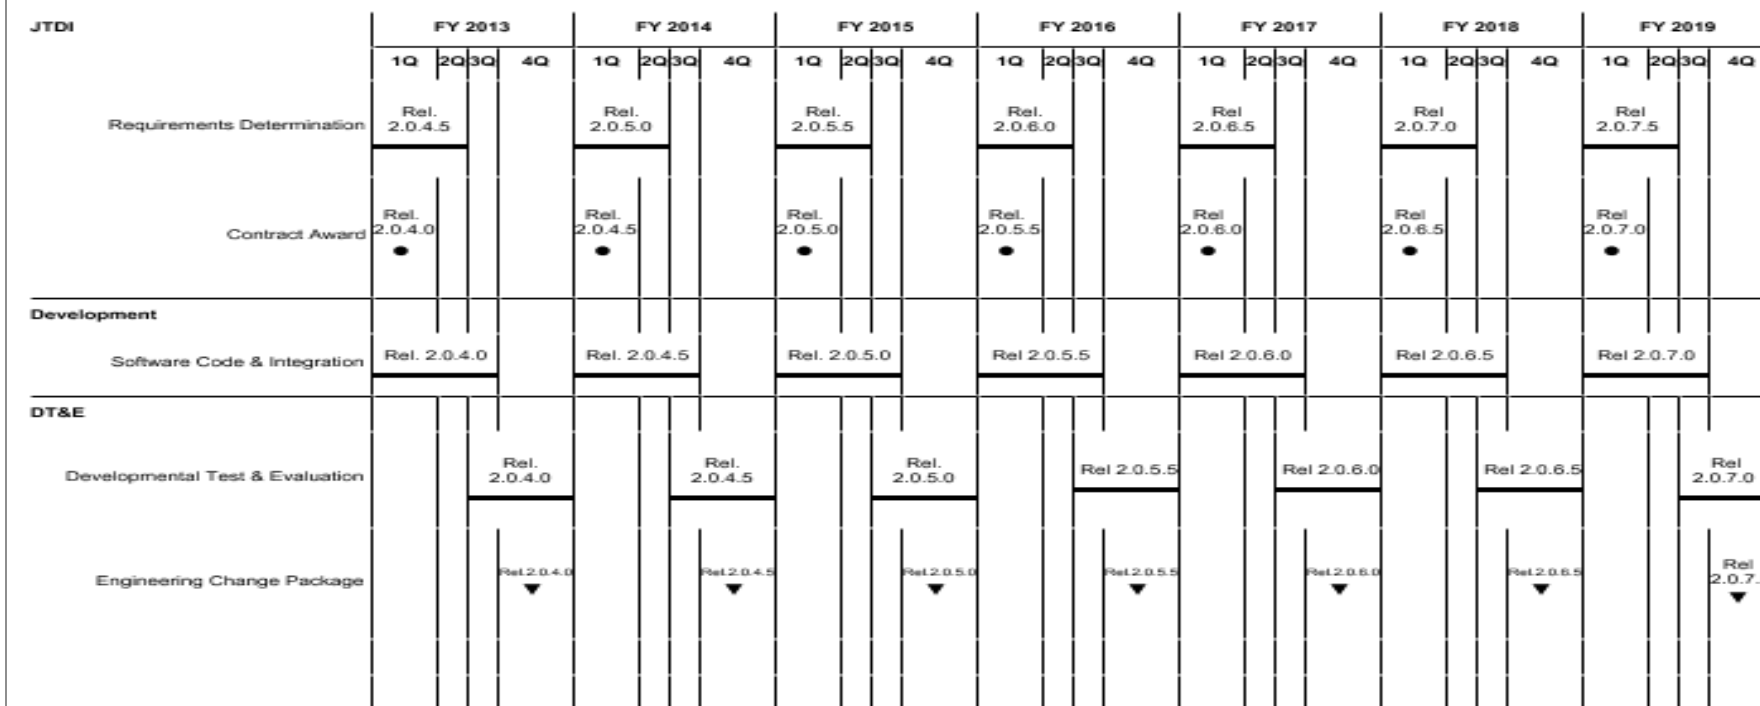 JTDI FY 2013 FY 2014 FY 2015 FY 2016 FY 2017 FY 2018 FY 2019
1Q 2Q 3Q 4Q 1Q 2Q 3Q 4Q 1Q 2Q 3Q 4Q 1Q 2Q 3Q 4Q 1Q 2Q 3Q 4Q 1Q 2Q 3Q 4Q 1Q 2Q 3Q 4Q
Rel. Rel. Rel. Rel. Rel Rel Rel
Requirements Determination 2.0.4.5 2.0.5.0 2.0.5.5 2.0.6.0 2.0.6.5 2.0.7.0 2.0.7.5
Rel. Rel. Rel. Rel. Rel Rel Rel
Contract Award 2.0.4.0 2.0.4.5 2.0.5.0 2.0.5.5 2.0.6.0 2.0.6.5 2.0.7.0
Development
Software Code & Integration Rel. 2.0.4.0 Rel. 2.0.4.5 Rel. 2.0.5.0 Rel 2.0.5.5 Rel 2.0.6.0 Rel 2.0.6.5 Rel 2.0.7.0
DT&E
Rel. Rel. Rel. Rel
Developmental Test & Evaluation 2.0.4.0 2.0.4.5 2.0.5.0 Rel 2.0.5.5 Rel 2.0.6.0 Rel 2.0.6.5 2.0.7.0
Rel
Engineering Change Package Rel.2.0.4.0 Rel.2.0.4.5 Rel.2.0.5.0 Rel.2.0.5.5 Rel.2.0.6.0 Rel.2.0.6.5 2.0.7.